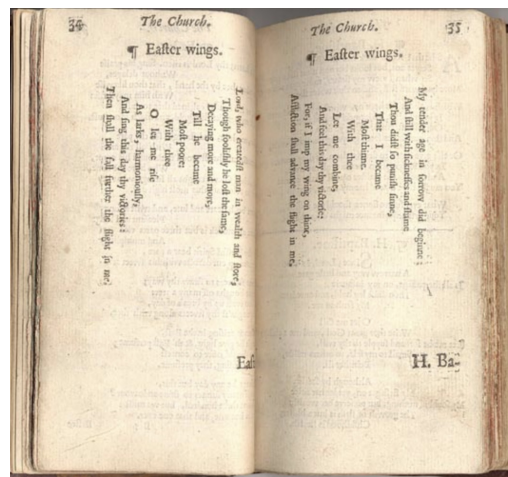 34 The Church.
¶ Eaſter wings.
Lord, who createdſt man in wealth and ſtore,
Though fooliſhly he loſt the ſame,
Decaying more and more,
Till he became
Moſt poore:
With thee
O let me riſe
As larks, harmoniouſly,
And ſing this day thy victories:
Then ſhall the fall further the flight in me.
Eaſ
The Church. 35
¶ Eaſter wings.
My tender age in ſorrow did beginne:
And ſtill with ſickneſſes and ſhame
Thou didſt ſo puniſh ſinne,
That I became
Moſt thinne.
With thee
Let me combine,
And feel this day thy victorie:
For, if I imp my wing on thine,
Affliction ſhall advance the flight in me.
H. Ba-